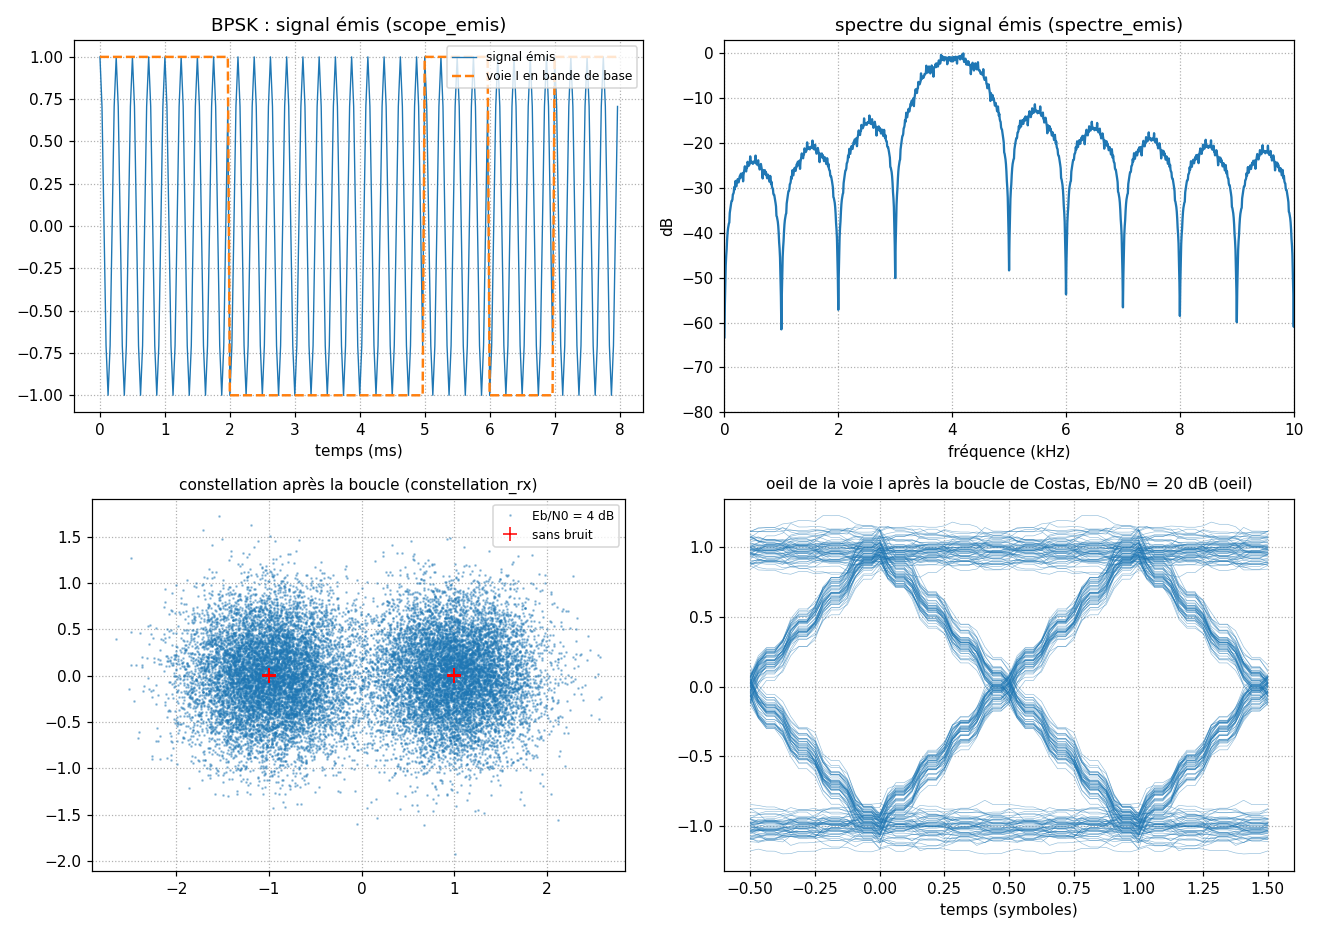 BPSK : signal émis (scope_emis)
1.00
0.75
0.50
0.25
0.00
−0.25
−0.50
−0.75
−1.00
signal émis
voie I en bande de base
0 1 2 3 4 5 6 7 8
temps (ms)
spectre du signal émis (spectre_emis)
dB
0
−10
−20
−30
−40
−50
−60
−70
−80
0 2 4 6 8 10
fréquence (kHz)
constellation après la boucle (constellation_rx)
1.5
1.0
0.5
0.0
−0.5
−1.0
−1.5
−2.0
Eb/N0 = 4 dB
sans bruit
−2 −1 0 1 2
oeil de la voie I après la boucle de Costas, Eb/N0 = 20 dB (oeil)
1.0
0.5
0.0
−0.5
−1.0
−0.50 −0.25 0.00 0.25 0.50 0.75 1.00 1.25 1.50
temps (symboles)